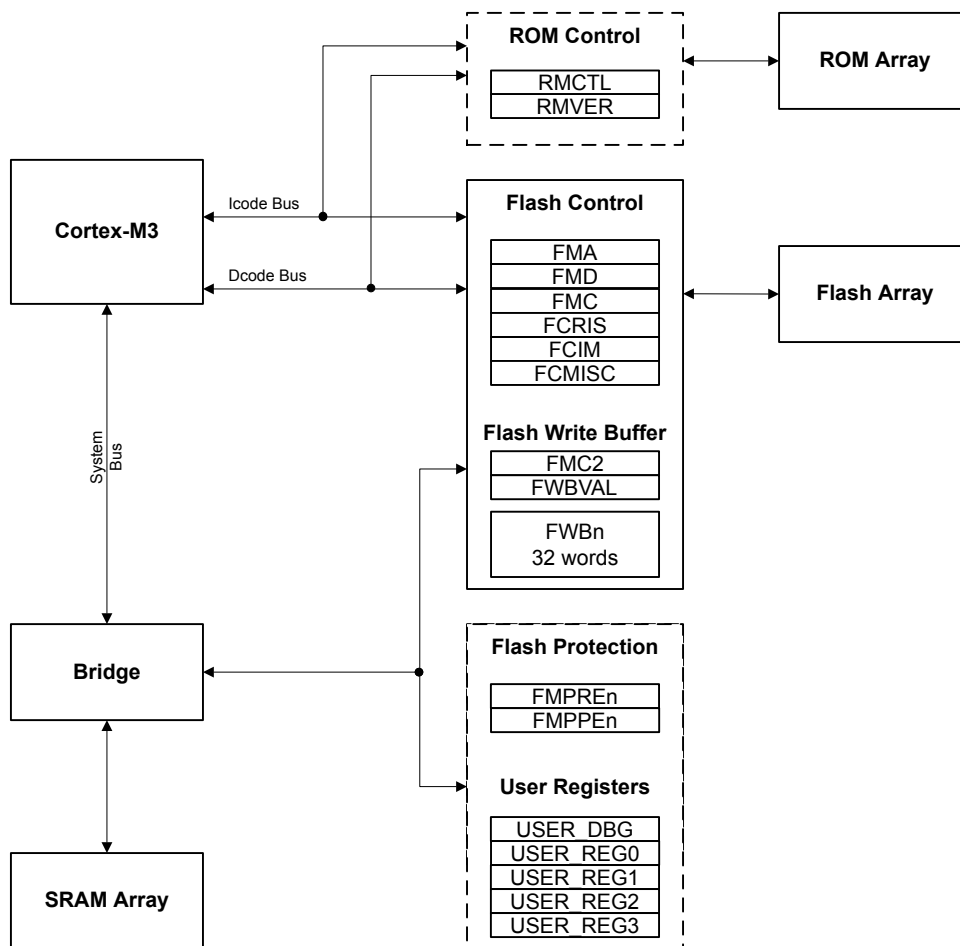 ROM Control
RMCTL
RMVER
ROM Array
Cortex-M3
Icode Bus
Dcode Bus
Flash Control
FMA
FMD
FMC
FCRIS
FCIM
FCMISC
Flash Array
System
Bus
Flash Write Buffer
FMC2
FWBVAL
FWBn
32 words
Bridge
Flash Protection
FMPREn
FMPPEn
User Registers
USER_DBG
USER_REG0
USER_REG1
USER_REG2
USER_REG3
SRAM Array